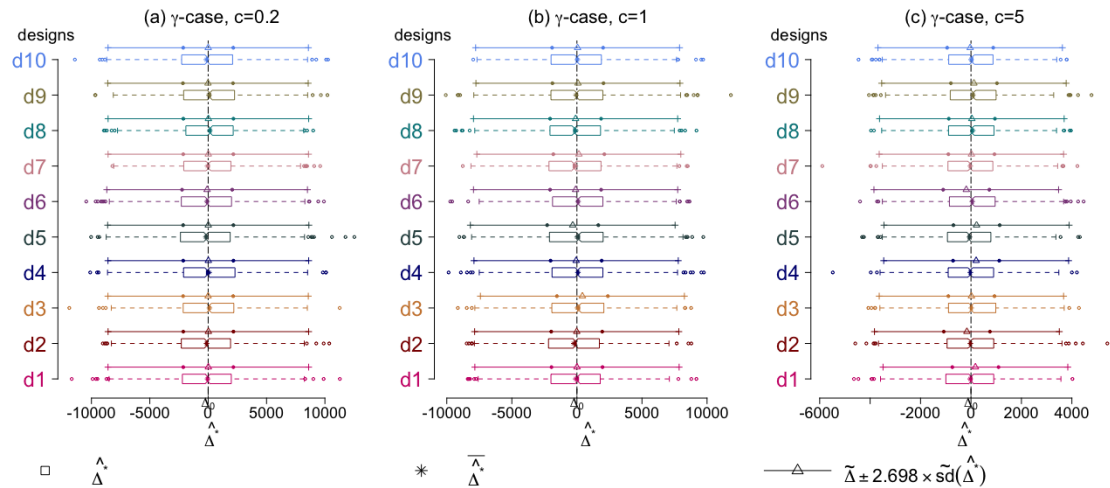 (a) γ-case, c=0.2
designs
d10
d9
d8
d7
d6
d5
d4
d3
d2
d1
-10000 -5000 0 5000 10000
Δ₀
Δ̂*
(b) γ-case, c=1
designs
d10
d9
d8
d7
d6
d5
d4
d3
d2
d1
-10000 -5000 0 5000 10000
Δ₀
Δ̂*
(c) γ-case, c=5
designs
d10
d9
d8
d7
d6
d5
d4
d3
d2
d1
-6000 -4000 -2000 0 2000 4000
Δ₀
Δ̂*
Δ̂*
Δ̂*
Δ̃ ± 2.698 × s͠d(Δ̂*)